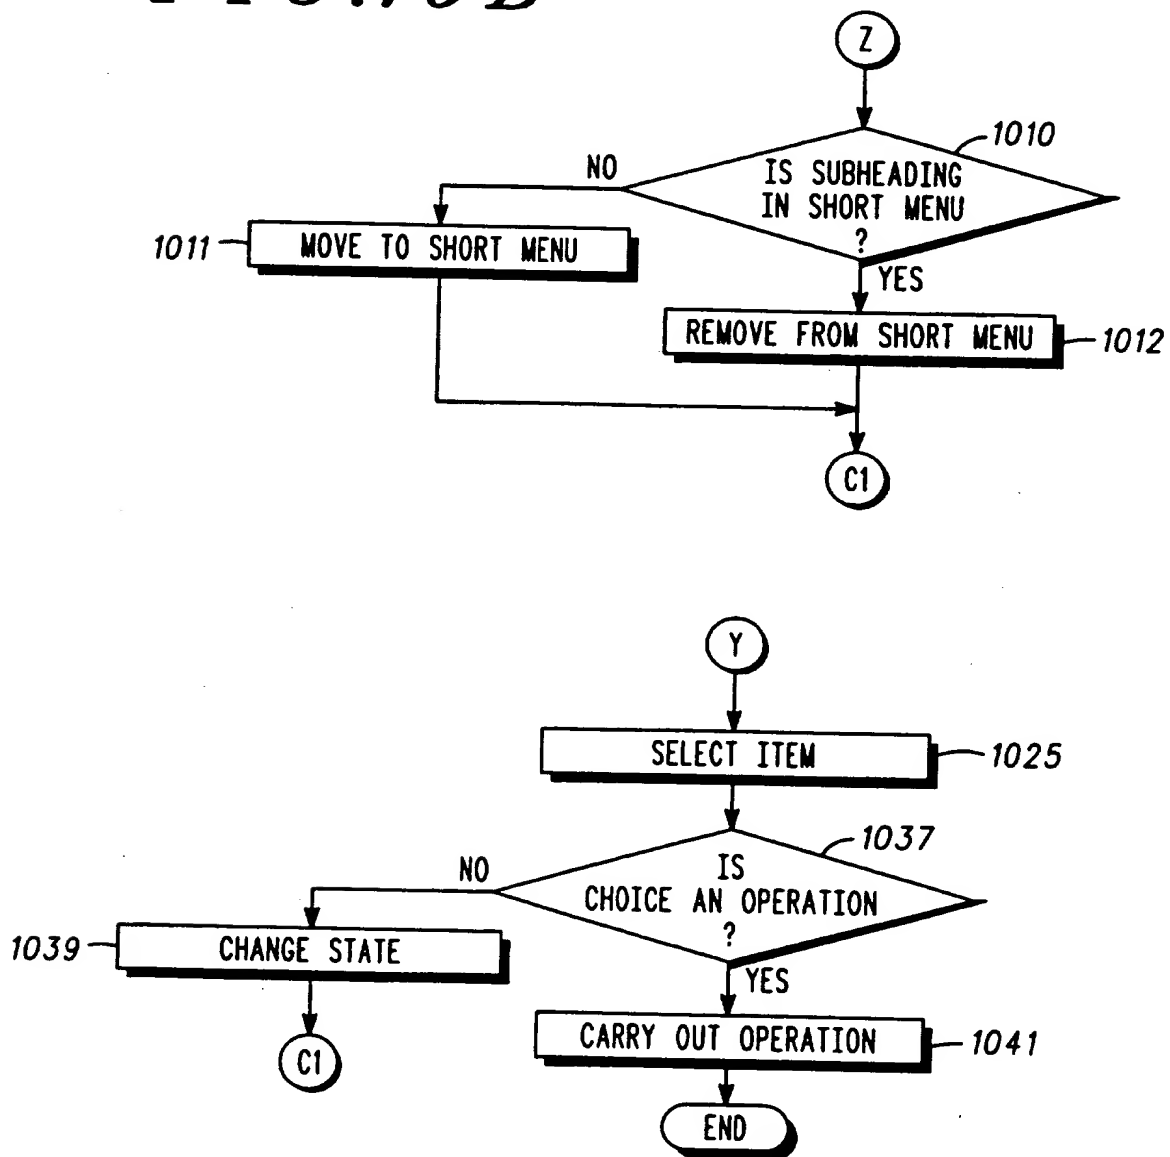 Z
1010
NO
IS SUBHEADING
IN SHORT MENU
?
1011
MOVE TO SHORT MENU
YES
REMOVE FROM SHORT MENU
1012
C1
Y
SELECT ITEM
1025
1037
NO
IS
CHOICE AN OPERATION
?
1039
CHANGE STATE
YES
C1
CARRY OUT OPERATION
1041
END